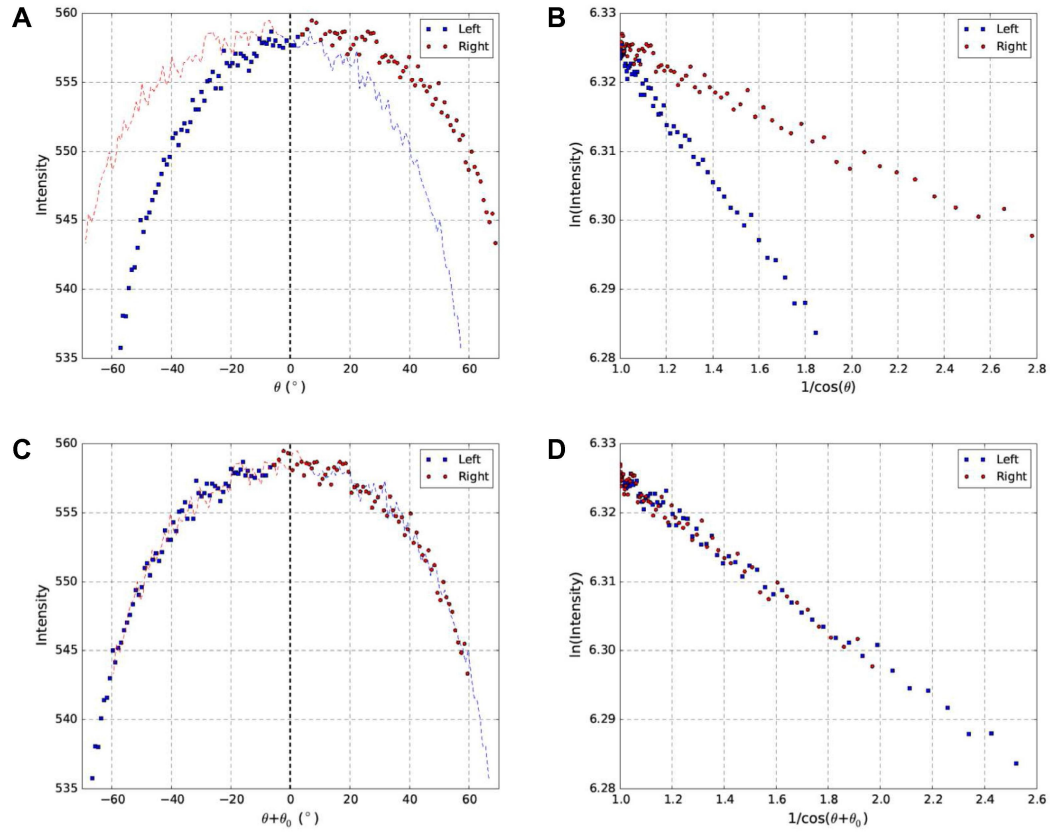 A
560
555
550
545
540
535
Intensity
−60 −40 −20 0 20 40 60
θ (°)
Left
Right
B
6.33
6.32
6.31
6.30
6.29
6.28
ln(Intensity)
1.0 1.2 1.4 1.6 1.8 2.0 2.2 2.4 2.6 2.8
1/cos(θ)
Left
Right
C
560
555
550
545
540
535
Intensity
−60 −40 −20 0 20 40 60
θ+θ₀ (°)
Left
Right
D
6.33
6.32
6.31
6.30
6.29
6.28
ln(Intensity)
1.0 1.2 1.4 1.6 1.8 2.0 2.2 2.4 2.6
1/cos(θ+θ₀)
Left
Right